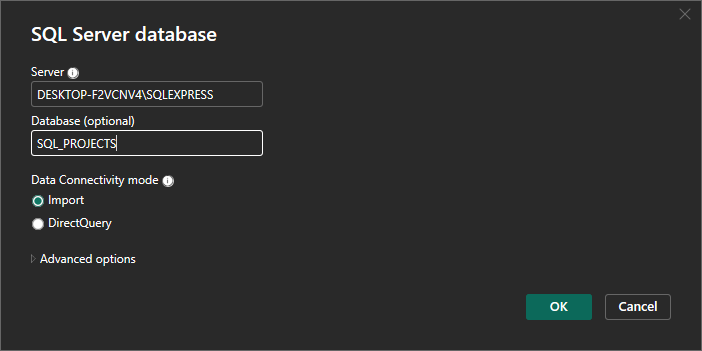 SQL Server database
Server
DESKTOP-F2VCNV4\SQLEXPRESS
Database (optional)
SQL_PROJECTS
Data Connectivity mode
Import
DirectQuery
Advanced options
OK
Cancel